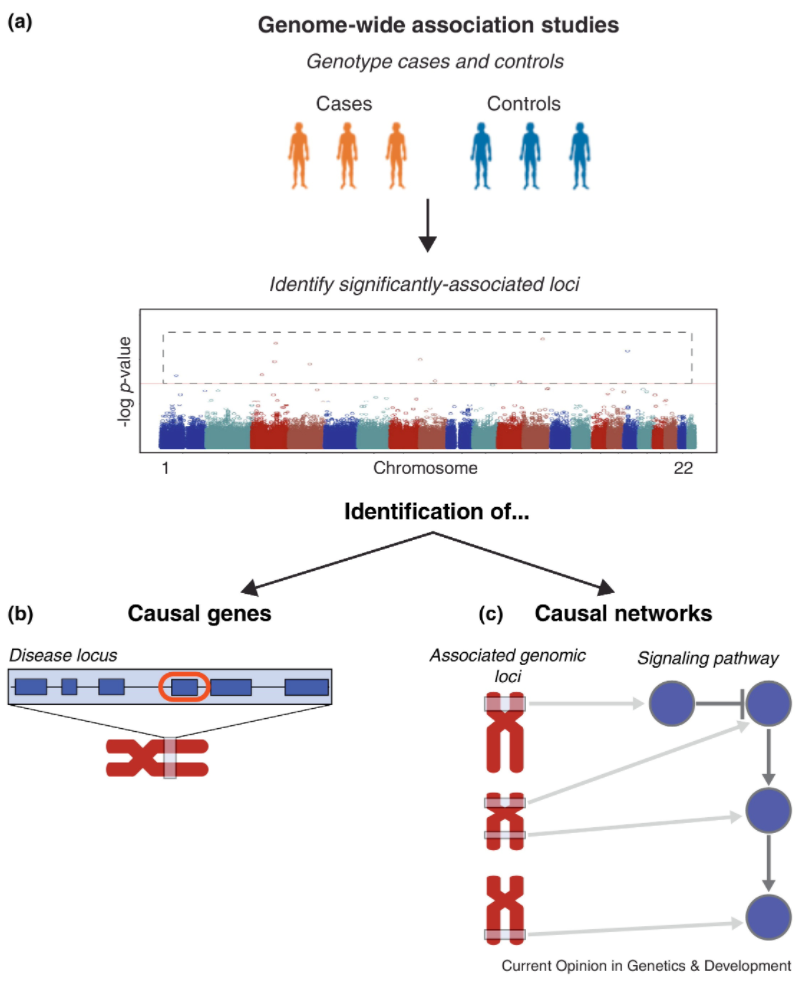 (a)
Genome-wide association studies
Genotype cases and controls
Cases
Controls
Identify significantly-associated loci
-log p-value
1
Chromosome
22
Identification of...
(b)
Causal genes
Disease locus
(c)
Causal networks
Associated genomic
loci
Signaling pathway
Current Opinion in Genetics & Development